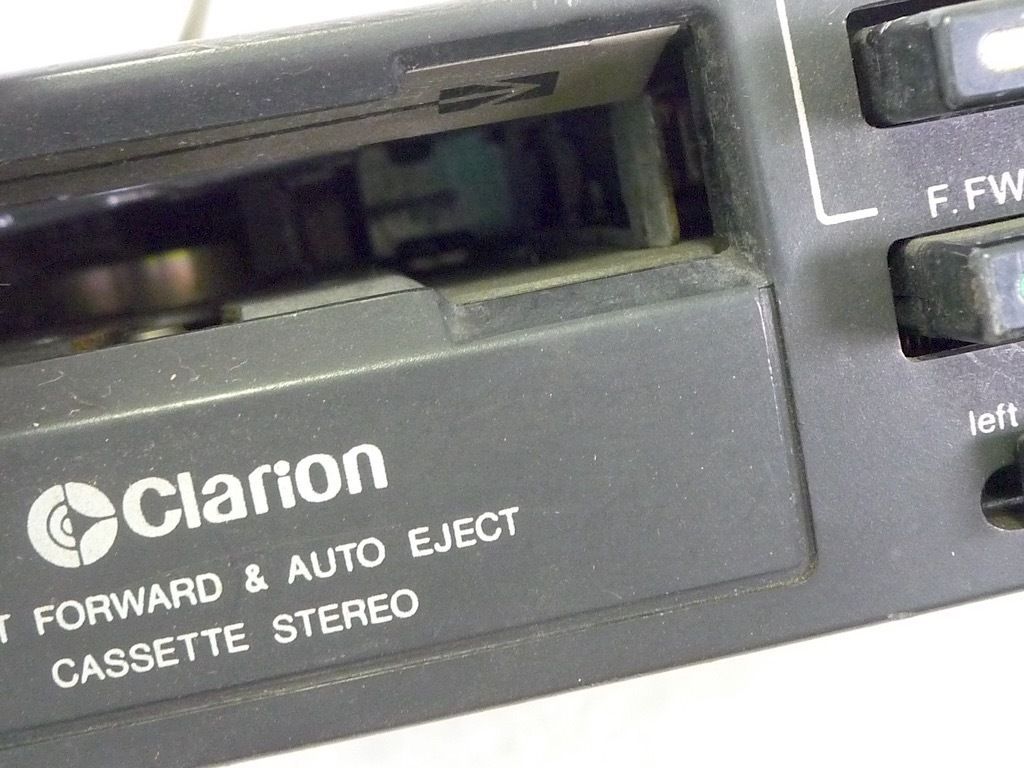 F. FW
left
Clarion
T FORWARD & AUTO EJECT
CASSETTE STEREO